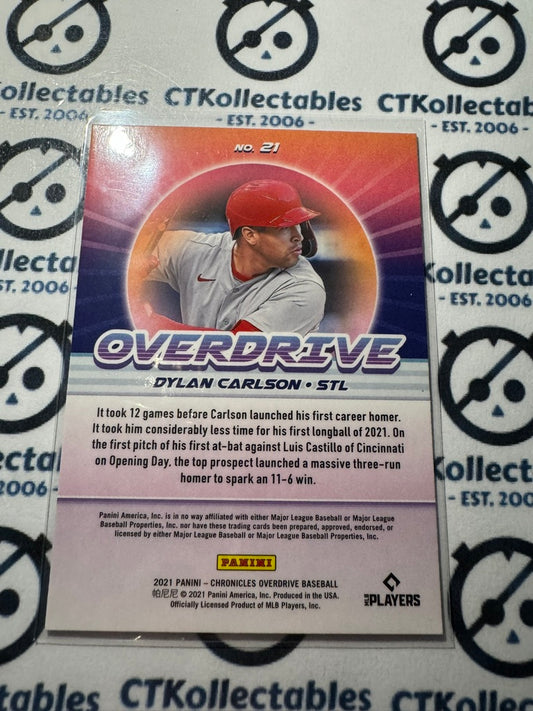 CTKollectables
- EST. 2006 -
NO. 21
OVERDRIVE
DYLAN CARLSON • STL
It took 12 games before Carlson launched his first career homer.
It took him considerably less time for his first longball of 2021. On
the first pitch of his first at-bat against Luis Castillo of Cincinnati
on Opening Day, the top prospect launched a massive three-run
homer to spark an 11-6 win.
Panini America, Inc. is in no way affiliated with either Major League Baseball or Major League
Baseball Properties, Inc. nor have these trading cards been prepared, approved, endorsed, or
licensed by either Major League Baseball or Major League Baseball Properties, Inc.
PANINI
2021 PANINI – CHRONICLES OVERDRIVE BASEBALL
帕尼尼 © 2021 Panini America, Inc. Produced in the USA.
Officially Licensed Product of MLB Players, Inc.
MLB PLAYERS
CTKollectables